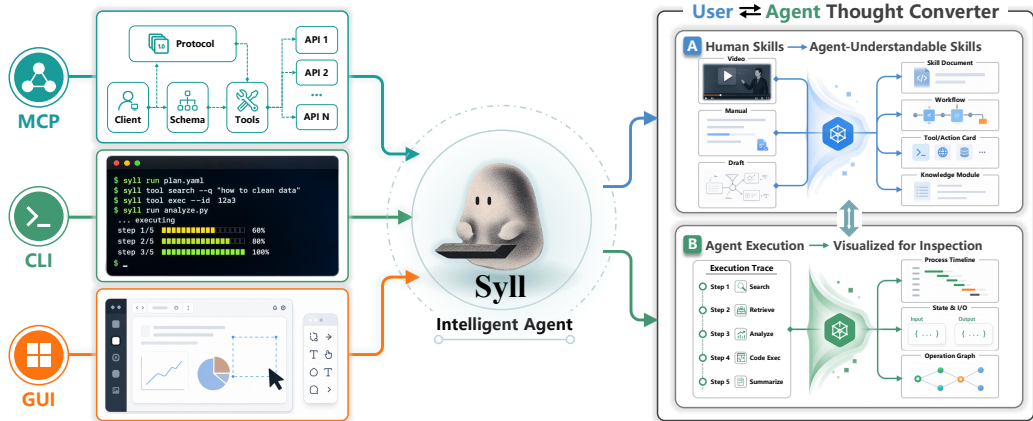 MCP
Protocol
1.0
Client
Schema
Tools
API 1
API 2
...
API N
CLI
$ syll run plan.yaml
$ syll tool search --q "how to clean data"
$ syll tool exec --id 12a3
$ syll run analyze.py
... executing
step 1/5 60%
step 2/5 80%
step 3/5 100%
$ _
GUI
Syll
Intelligent Agent
User ⇄ Agent Thought Converter
A Human Skills → Agent-Understandable Skills
Video
Manual
Draft
Skill Document
Workflow
Tool/Action Card
...
Knowledge Module
B Agent Execution → Visualized for Inspection
Execution Trace
Step 1 Search
Step 2 Retrieve
Step 3 Analyze
Step 4 Code Exec
Step 5 Summarize
Process Timeline
State & I/O
Input Output
{ ... } { ... }
Operation Graph